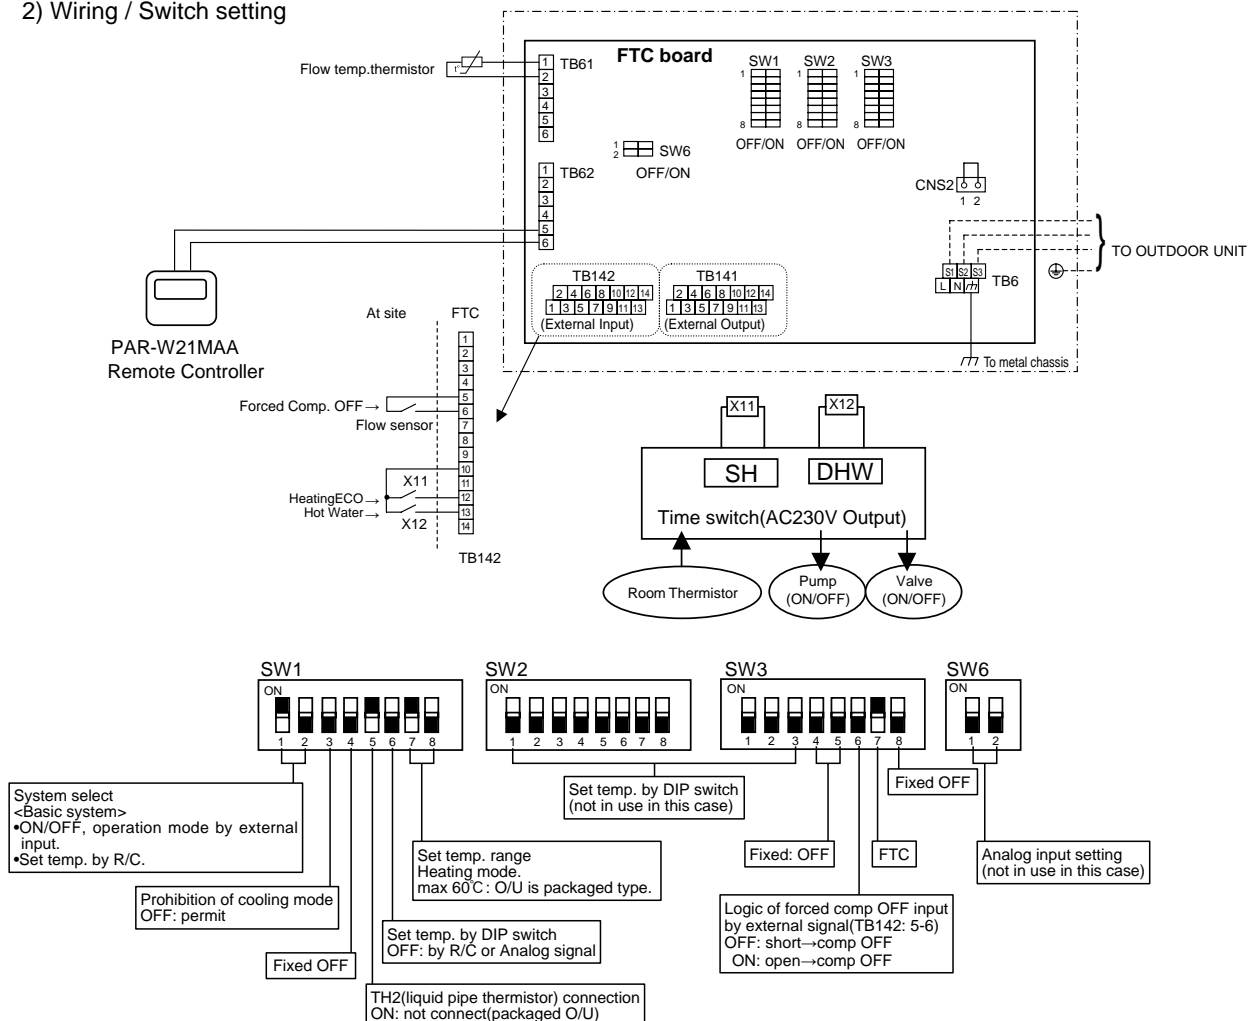 2) Wiring / Switch setting
FTC board
Flow temp.thermistor
t°
1
2
3
4
5
6
TB61
SW1
SW2
SW3
1
8
1
8
1
8
OFF/ON
OFF/ON
OFF/ON
1
2
SW6
OFF/ON
1
2
3
4
5
6
TB62
CNS2
1 2
TO OUTDOOR UNIT
S1 S2 S3
L N
TB6
To metal chassis
TB142
2 4 6 8 10 12 14
1 3 5 7 9 11 13
(External Input)
TB141
2 4 6 8 10 12 14
1 3 5 7 9 11 13
(External Output)
PAR-W21MAA
Remote Controller
At site
FTC
1
2
3
4
5
6
7
8
9
10
11
12
13
14
TB142
Forced Comp. OFF→
Flow sensor
X11
HeatingECO→
Hot Water→
X12
X11
X12
SH
DHW
Time switch(AC230V Output)
Room Thermistor
Pump
(ON/OFF)
Valve
(ON/OFF)
SW1
ON
1 2 3 4 5 6 7 8
SW2
ON
1 2 3 4 5 6 7 8
SW3
ON
1 2 3 4 5 6 7 8
SW6
ON
1 2
System select
<Basic system>
•ON/OFF, operation mode by external
input.
•Set temp. by R/C.
Prohibition of cooling mode
OFF: permit
Fixed OFF
TH2(liquid pipe thermistor) connection
ON: not connect(packaged O/U)
Set temp. by DIP switch
OFF: by R/C or Analog signal
Set temp. range
Heating mode.
max 60℃: O/U is packaged type.
Set temp. by DIP switch
(not in use in this case)
Fixed: OFF
Logic of forced comp OFF input
by external signal(TB142: 5-6)
OFF: short→comp OFF
ON: open→comp OFF
FTC
Fixed OFF
Analog input setting
(not in use in this case)